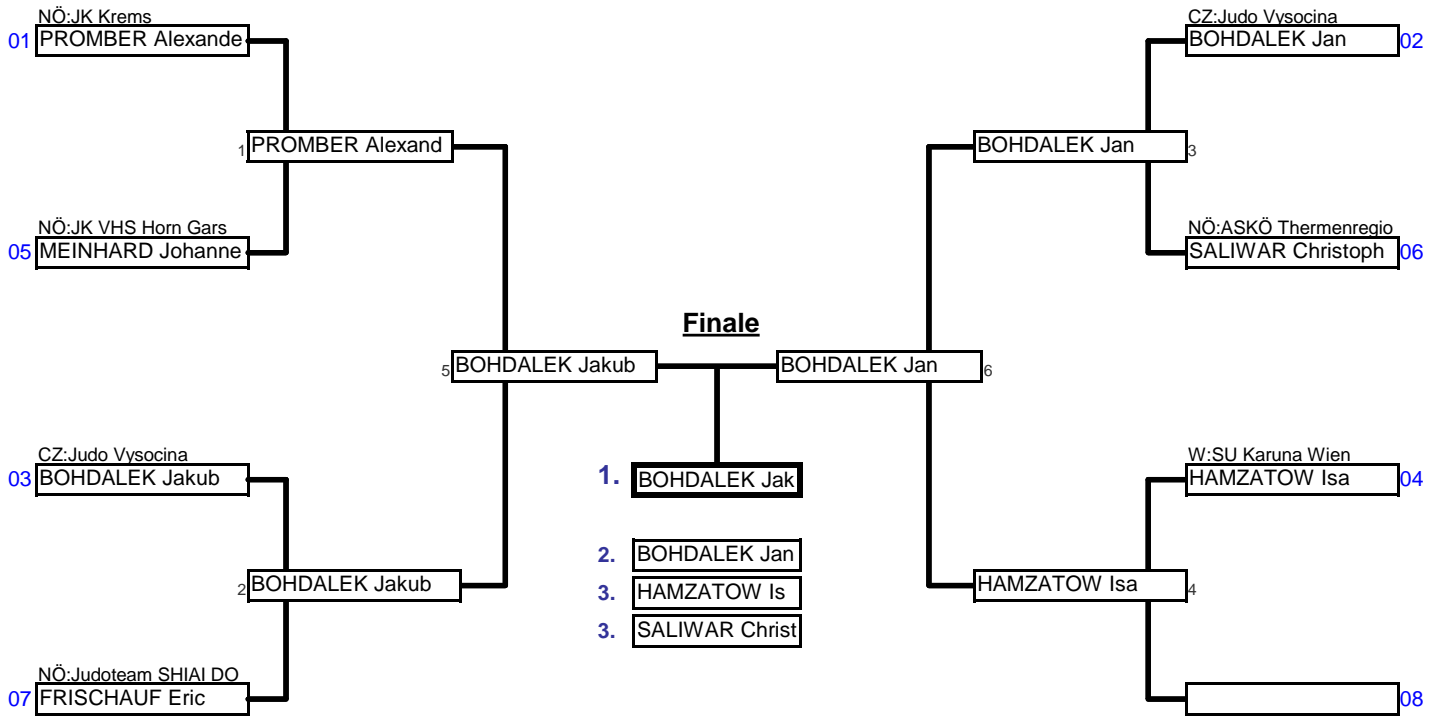 NÖ:JK Krems
01 PROMBER Alexande
1 PROMBER Alexand
NÖ:JK VHS Horn Gars
05 MEINHARD Johanne
5 BOHDALEK Jakub
CZ:Judo Vysocina
03 BOHDALEK Jakub
2 BOHDALEK Jakub
NÖ:Judoteam SHIAI DO
07 FRISCHAUF Eric
Finale
1. BOHDALEK Jak
2. BOHDALEK Jan
3. HAMZATOW Is
3. SALIWAR Christ
CZ:Judo Vysocina
BOHDALEK Jan 02
BOHDALEK Jan 3
NÖ:ASKÖ Thermenregio
SALIWAR Christoph 06
BOHDALEK Jan 6
W:SU Karuna Wien
HAMZATOW Isa 04
HAMZATOW Isa 4
08